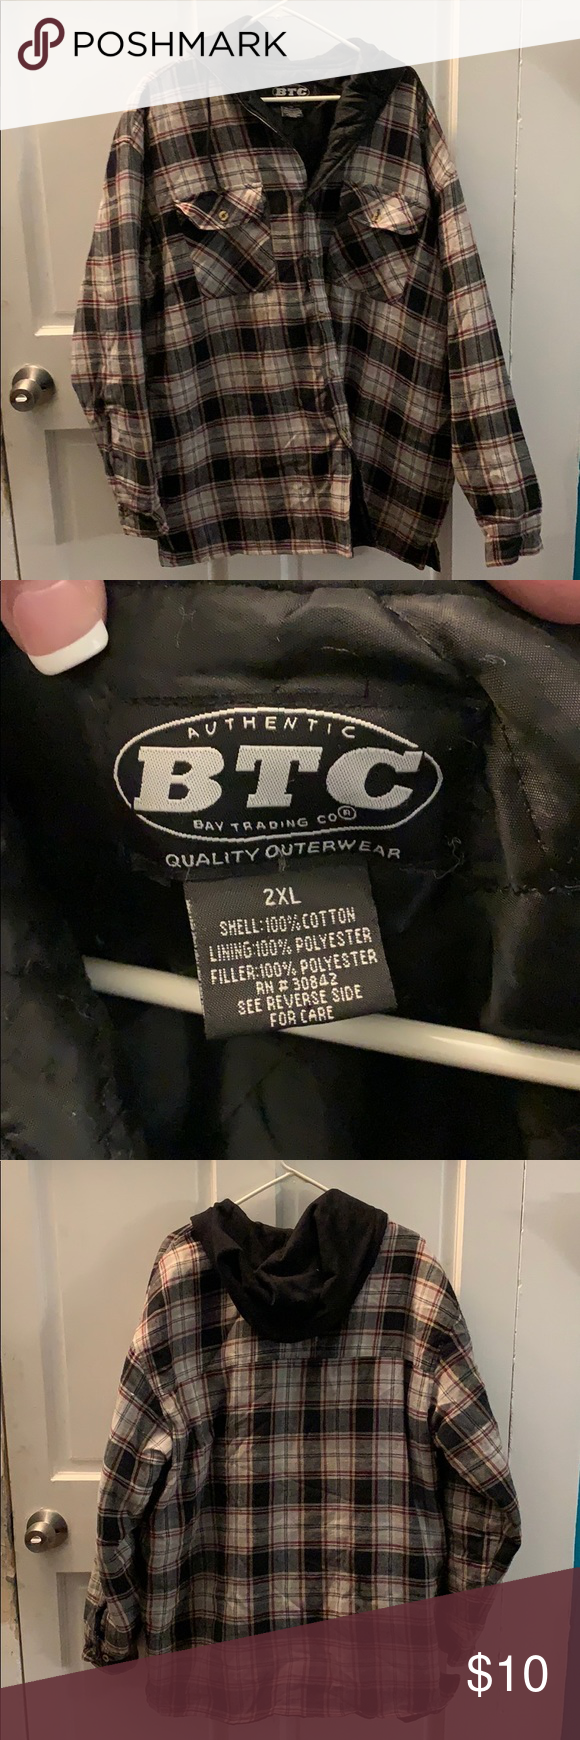 POSHMARK
BTC
AUTHENTIC
BTC
BAY TRADING CO®
QUALITY OUTERWEAR
2XL
SHELL:100% COTTON
LINING:100% POLYESTER
FILLER:100% POLYESTER
RN # 30842
SEE REVERSE SIDE
FOR CARE
$10